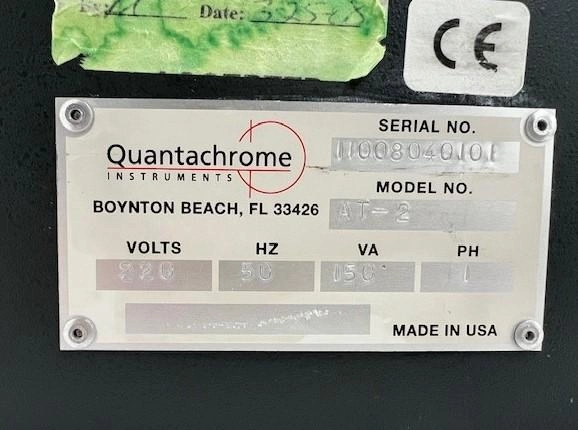 Date:
CE
Quantachrome
INSTRUMENTS
BOYNTON BEACH, FL 33426
SERIAL NO.
11008040101
MODEL NO.
AT-2
VOLTS HZ VA PH
220 50 150 1
MADE IN USA